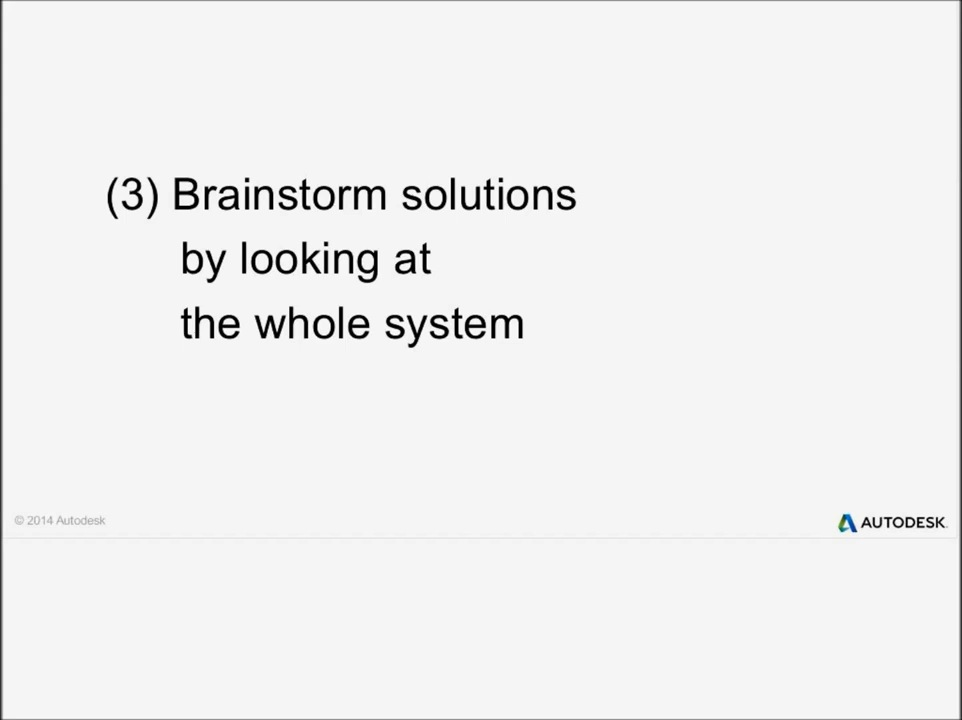 (3) Brainstorm solutions
by looking at
the whole system
© 2014 Autodesk
AUTODESK.